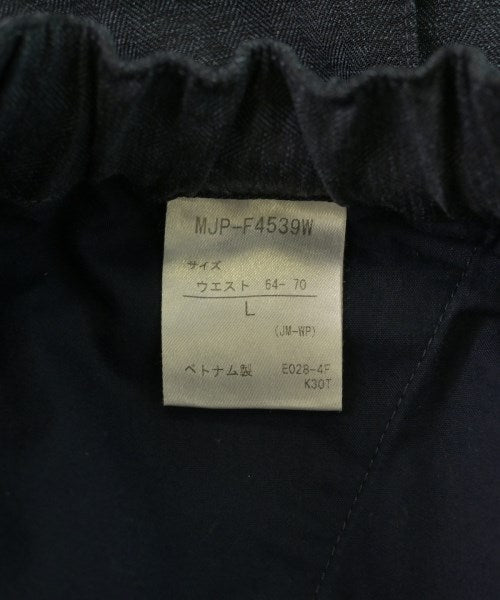 MJP-F4539W
サイズ
ウエスト 64- 70
L
(JM-WP)
ベトナム製 E028-4F
K30T